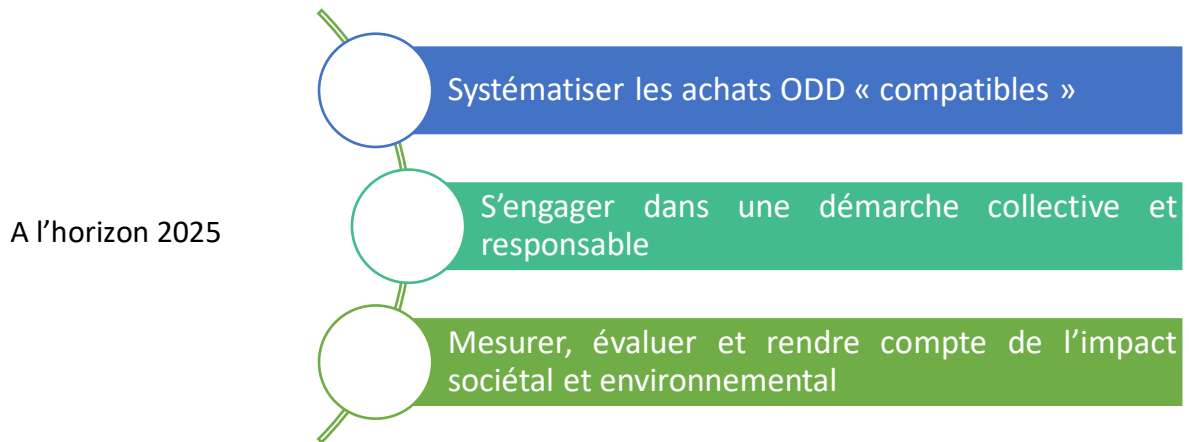 Systématiser les achats ODD « compatibles »
S’engager dans une démarche collective et
responsable
A l’horizon 2025
Mesurer, évaluer et rendre compte de l’impact
sociétal et environnemental